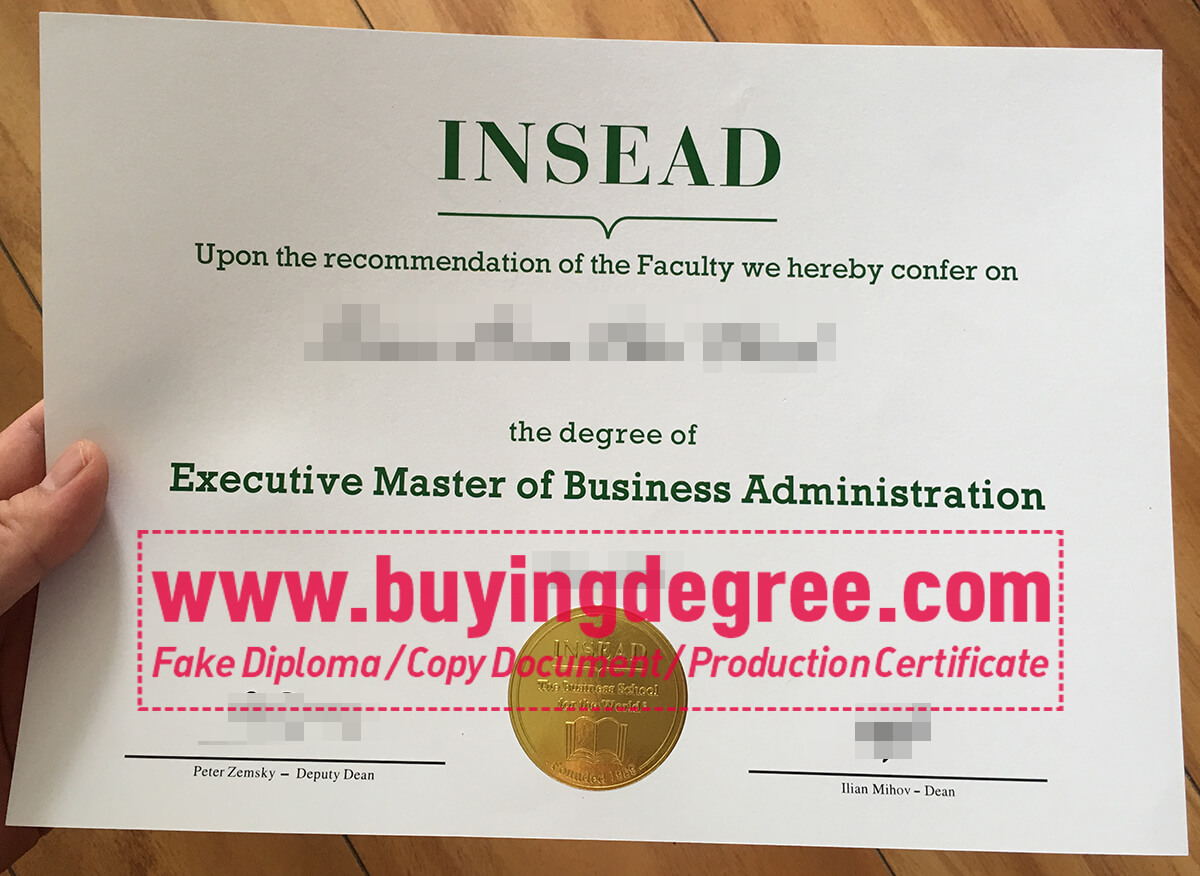 INSEAD
Upon the recommendation of the Faculty we hereby confer on
the degree of
Executive Master of Business Administration
www.buyingdegree.com
Fake Diploma / Copy Document / Production Certificate
INSEAD
The Business School
for the World
Founded
Peter Zemsky – Deputy Dean
Ilian Mihov – Dean